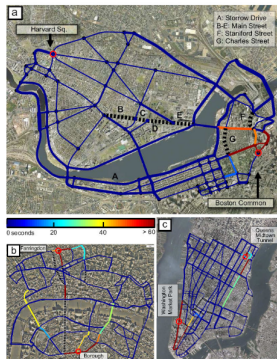 a
Harvard Sq.
A: Storrow Drive
B-E: Main Street
F: Staniford Street
G: Charles Street
B
C
D
E
F
G
A
Boston Common
0 seconds 20 40 > 60
b
Farringdon
Borough
c
Queens
Midtown
Tunnel
Washington
Market Park